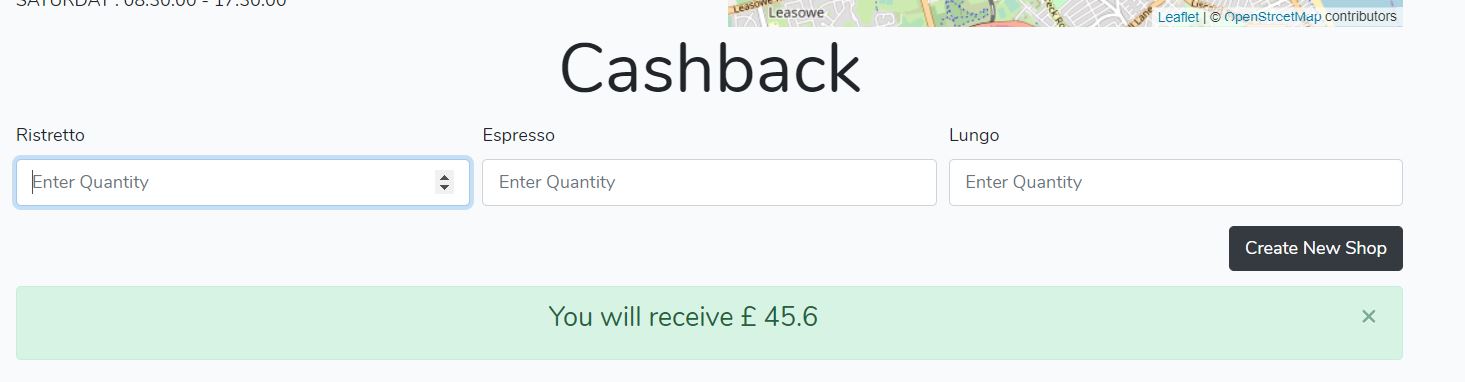 SATURDAY : 08:30:00 - 17:30:00
Leasowe
Leasowe
Leaflet | © OpenStreetMap contributors
Cashback
Ristretto Espresso Lungo
Enter Quantity Enter Quantity Enter Quantity
Create New Shop
You will receive £ 45.6 ×